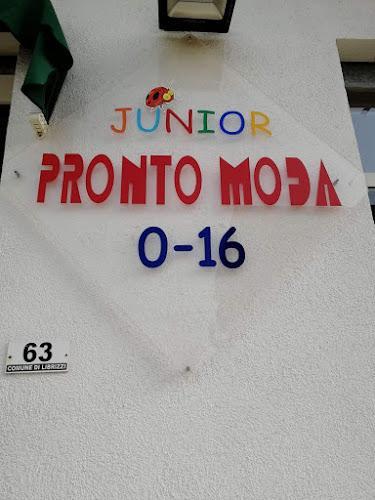 JUNIOR
PRONTO MODA
0-16
63
COMUNE DI LIBRIZZI